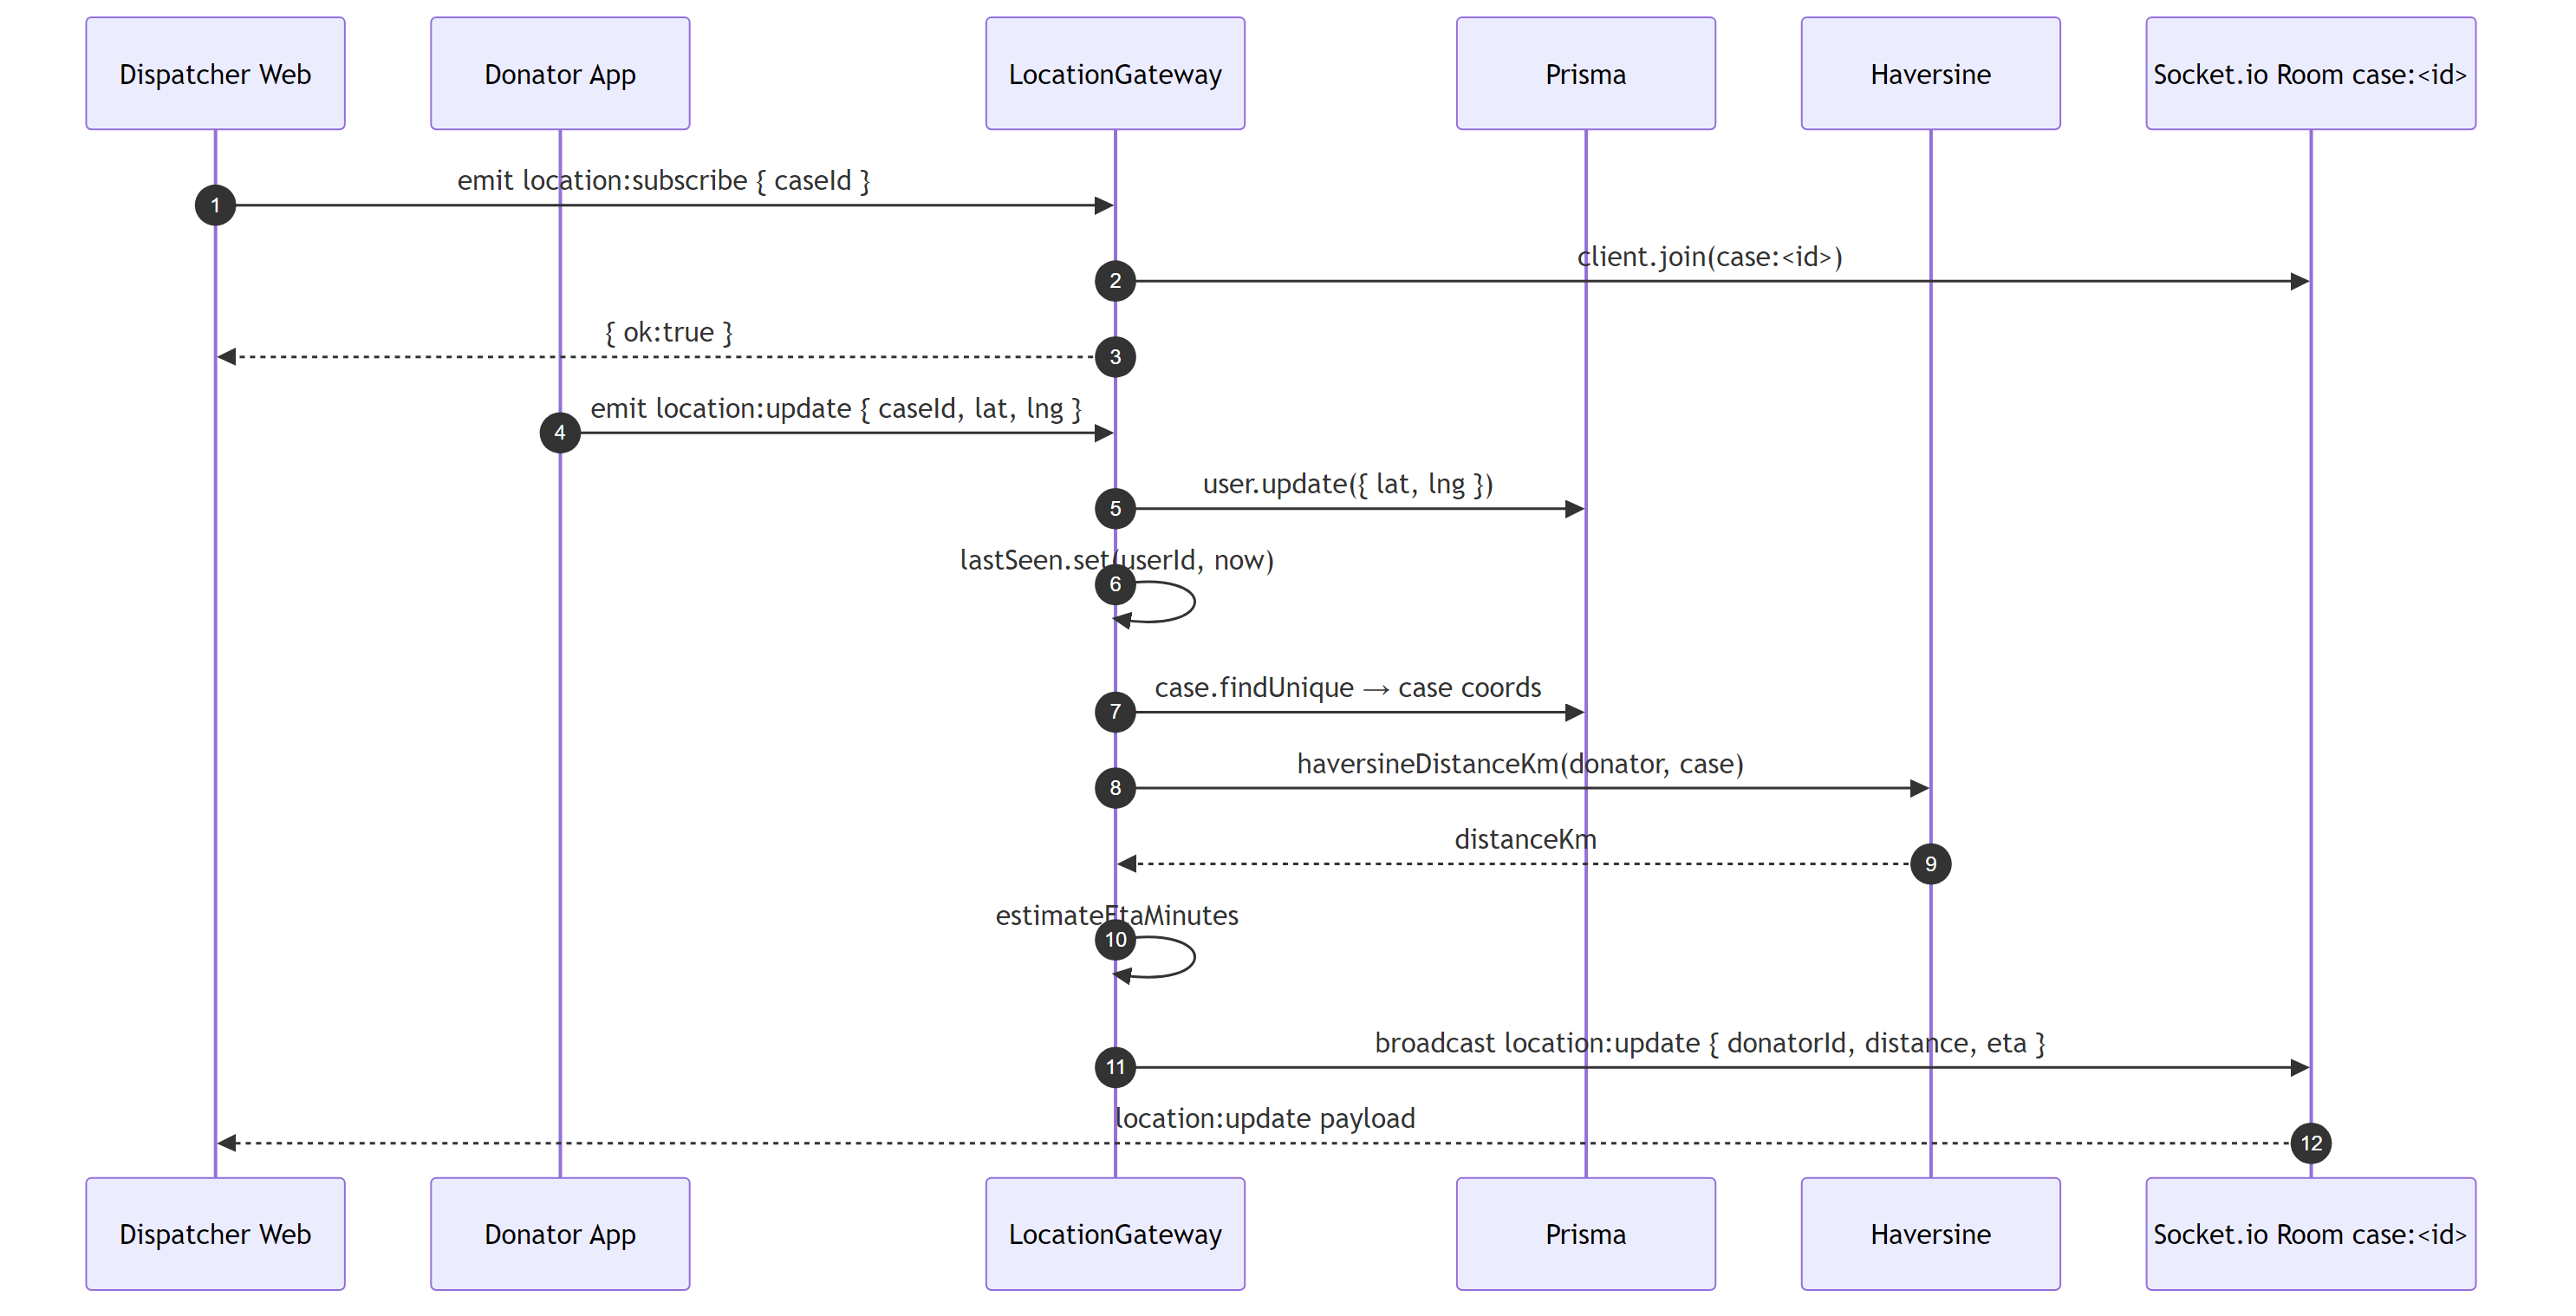 Dispatcher Web
Donator App
LocationGateway
Prisma
Haversine
Socket.io Room case:<id>
emit location:subscribe { caseId }
1
client.join(case:<id>)
2
{ ok:true }
3
emit location:update { caseId, lat, lng }
4
user.update({ lat, lng })
5
lastSeen.set(userId, now)
6
case.findUnique → case coords
7
haversineDistanceKm(donator, case)
8
distanceKm
9
estimateEtaMinutes
10
broadcast location:update { donatorId, distance, eta }
11
location:update payload
12
Dispatcher Web
Donator App
LocationGateway
Prisma
Haversine
Socket.io Room case:<id>